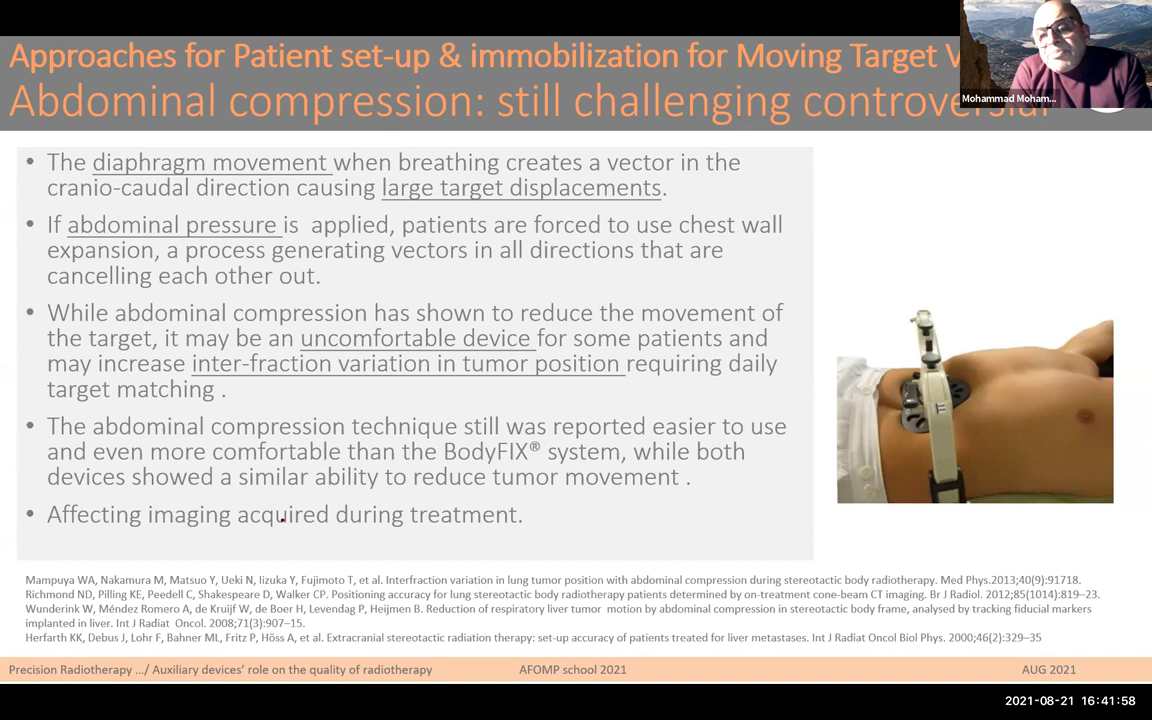 Approaches for Patient set-up & immobilization for Moving Target
Abdominal compression: still challenging
Mohammad Moham...
• The diaphragm movement when breathing creates a vector in the
cranio-caudal direction causing large target displacements.
• If abdominal pressure is applied, patients are forced to use chest wall
expansion, a process generating vectors in all directions that are
cancelling each other out.
• While abdominal compression has shown to reduce the movement of
the target, it may be an uncomfortable device for some patients and
may increase inter-fraction variation in tumor position requiring daily
target matching .
• The abdominal compression technique still was reported easier to use
and even more comfortable than the BodyFIX® system, while both
devices showed a similar ability to reduce tumor movement .
• Affecting imaging acquired during treatment.
Mampuya WA, Nakamura M, Matsuo Y, Ueki N, Iizuka Y, Fujimoto T, et al. Interfraction variation in lung tumor position with abdominal compression during stereotactic body radiotherapy. Med Phys.2013;40(9):91718.
Richmond ND, Pilling KE, Peedell C, Shakespeare D, Walker CP. Positioning accuracy for lung stereotactic body radiotherapy patients determined by on-treatment cone-beam CT imaging. Br J Radiol. 2012;85(1014):819–23.
Wunderink W, Méndez Romero A, de Kruijf W, de Boer H, Levendag P, Heijmen B. Reduction of respiratory liver tumor motion by abdominal compression in stereotactic body frame, analysed by tracking fiducial markers
implanted in liver. Int J Radiat Oncol. 2008;71(3):907–15.
Herfarth KK, Debus J, Lohr F, Bahner ML, Fritz P, Höss A, et al. Extracranial stereotactic radiation therapy: set-up accuracy of patients treated for liver metastases. Int J Radiat Oncol Biol Phys. 2000;46(2):329–35
Precision Radiotherapy .../ Auxiliary devices’ role on the quality of radiotherapy
AFOMP school 2021
AUG 2021
2021-08-21 16:41:58